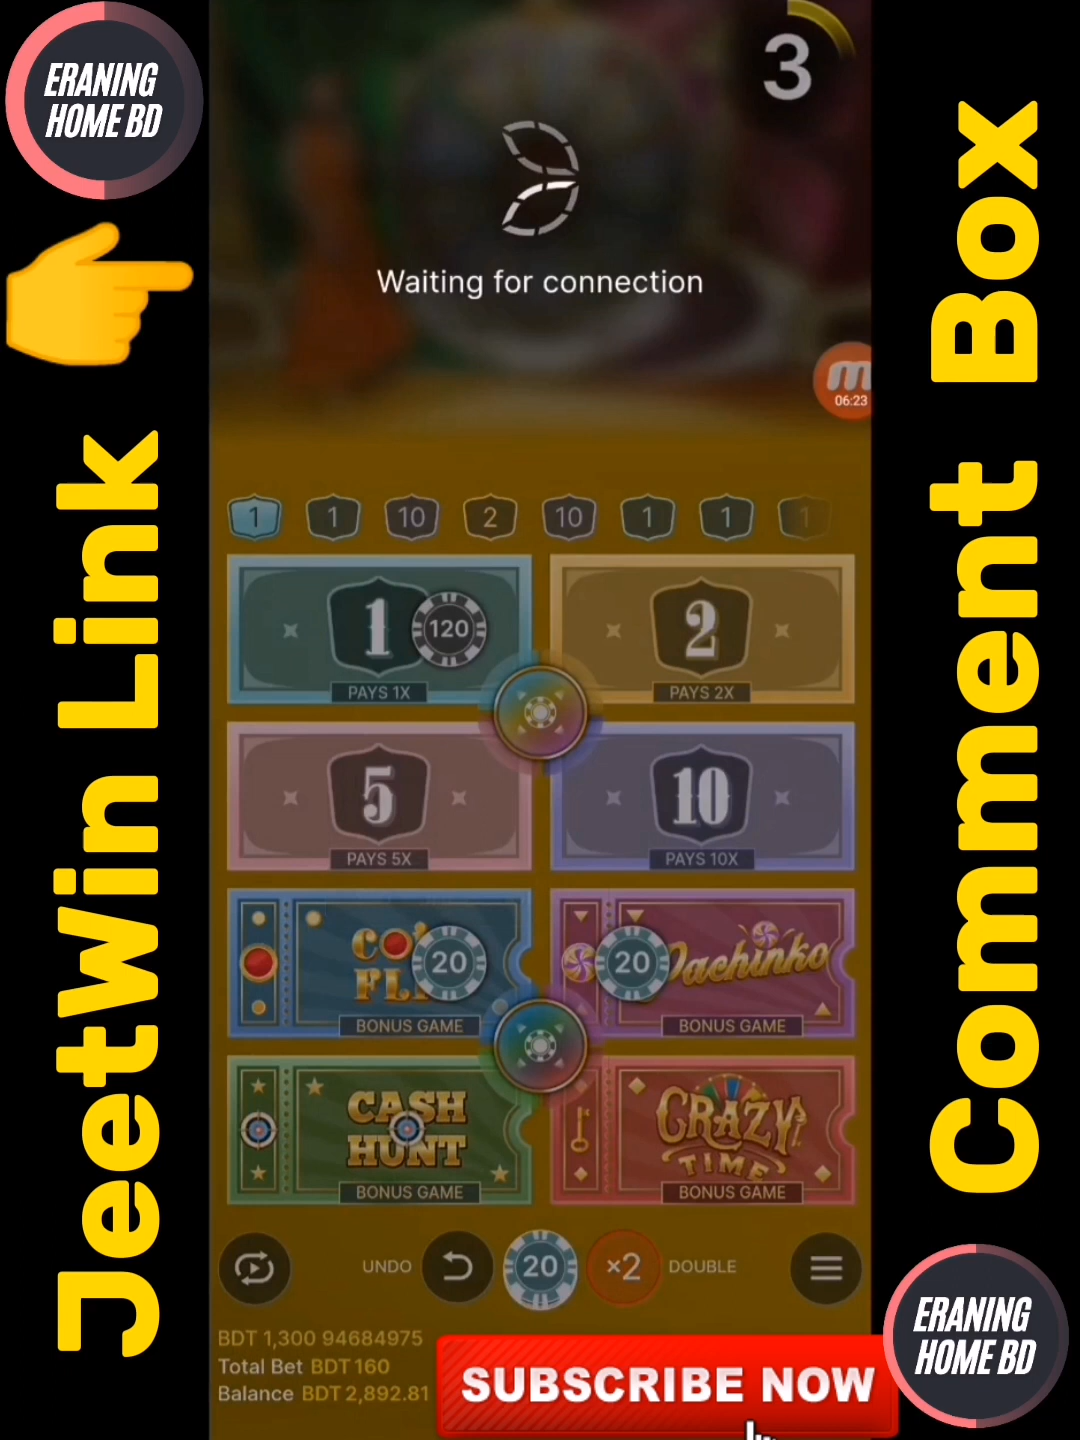 ERANING
HOME BD
JeetWin Link
Comment Box
3
Waiting for connection
06:23
1 1 10 2 10 1 1 1
1
120
PAYS 1X
2
PAYS 2X
5
PAYS 5X
10
PAYS 10X
20
BONUS GAME
20
Pachinko
BONUS GAME
CASH
HUNT
BONUS GAME
CRAZY
TIME
BONUS GAME
UNDO
20
×2
DOUBLE
BDT 1,300 94684975
Total Bet BDT 160
Balance BDT 2,892.81
SUBSCRIBE NOW
ERANING
HOME BD